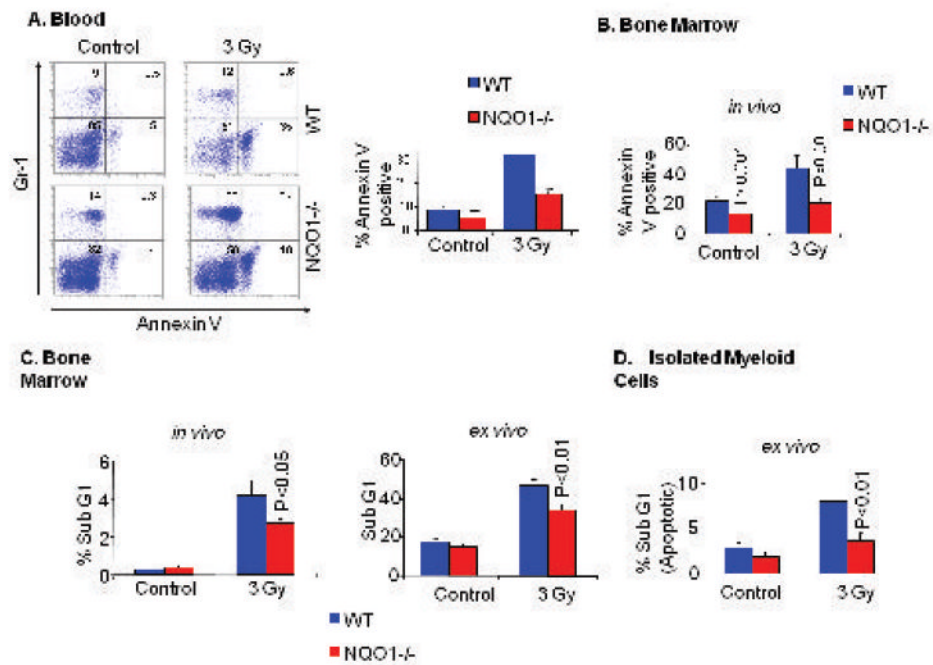 A. Blood
Control
3 Gy
Gr-1
WT
NQO1-/-
Annexin V
9
5
12
14
% Annexin V
positive
WT
NQO1-/-
Control
3 Gy
B. Bone Marrow
in vivo
WT
NQO1-/-
% Annexin
V positive
60
40
20
0
Control
3 Gy
C. Bone
Marrow
in vivo
% Sub G1
6
4
2
0
P<0.05
Control
3 Gy
ex vivo
Sub G1
60
40
20
0
P<0.01
Control
3 Gy
WT
NQO1-/-
D. Isolated Myeloid
Cells
ex vivo
% Sub G1
(Apoptotic)
10
5
0
P<0.01
Control
3 Gy